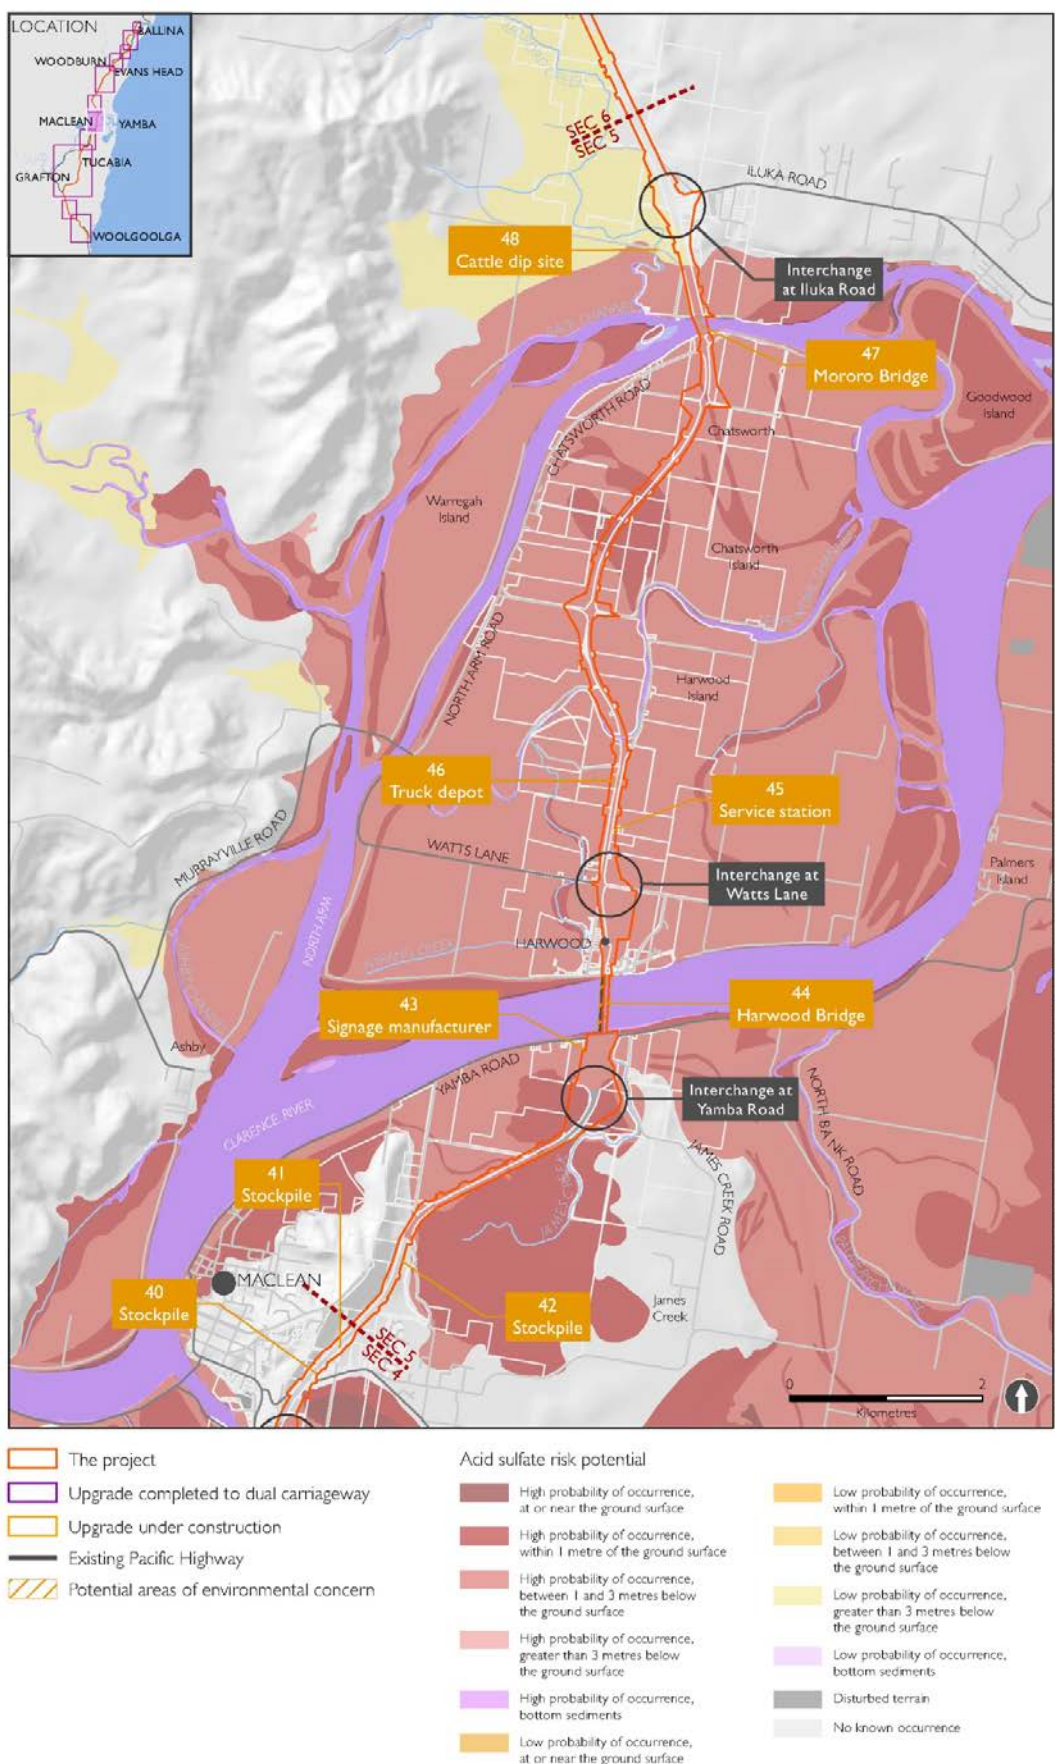 LOCATION
BALLINA
WOODBURN
EVANS HEAD
MACLEAN
YAMBA
TUCABIA
GRAFTON
WOOLGOOLGA
SEC 6
SEC 5
ILUKA ROAD
48
Cattle dip site
Interchange
at Iluka Road
47
Mororo Bridge
Goodwood
Island
CHATSWORTH ROAD
Chatsworth
Warregah
Island
Chatsworth
Island
NORTH ARM ROAD
Harwood
Island
46
Truck depot
45
Service station
MURRAYVILLE ROAD
WATTS LANE
Interchange at
Watts Lane
Palmers
Island
NORTH ARM
HARWOOD
43
Signage manufacturer
44
Harwood Bridge
Ashby
YAMBA ROAD
Interchange at
Yamba Road
NORTH BANK ROAD
CLARENCE RIVER
JAMES CREEK ROAD
JAMES CREEK
41
Stockpile
MACLEAN
40
Stockpile
42
Stockpile
James
Creek
SEC 5
SEC 4
0 2
Kilometres
The project
Upgrade completed to dual carriageway
Upgrade under construction
Existing Pacific Highway
Potential areas of environmental concern
Acid sulfate risk potential
High probability of occurrence,
at or near the ground surface
High probability of occurrence,
within 1 metre of the ground surface
High probability of occurrence,
between 1 and 3 metres below
the ground surface
High probability of occurrence,
greater than 3 metres below
the ground surface
High probability of occurrence,
bottom sediments
Low probability of occurrence,
at or near the ground surface
Low probability of occurrence,
within 1 metre of the ground surface
Low probability of occurrence,
between 1 and 3 metres below
the ground surface
Low probability of occurrence,
greater than 3 metres below
the ground surface
Low probability of occurrence,
bottom sediments
Disturbed terrain
No known occurrence